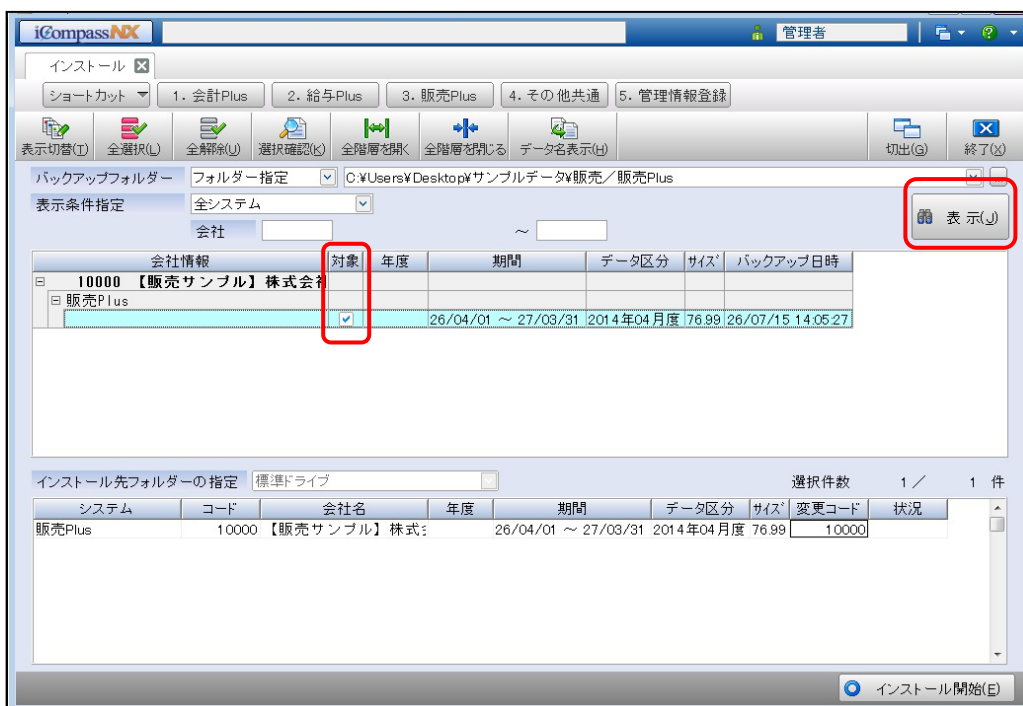 iCompassNX 管理者
インストール
ショートカット 1. 会計Plus 2. 給与Plus 3. 販売Plus 4. その他共通 5. 管理情報登録
表示切替(T) 全選択(L) 全解除(U) 選択確認(K) 全階層を開く 全階層を閉じる データ名表示(H) 切出(G) 終了(X)
バックアップフォルダー フォルダー指定 C:¥Users¥Desktop¥サンプルデータ¥販売/販売Plus ...
表示条件指定 全システム 表示(J)
会社 ～
会社情報 対象 年度 期間 データ区分 ｻｲｽﾞ バックアップ日時
10000 【販売サンプル】株式会社
販売Plus
26/04/01 ～ 27/03/31 2014年04月度 76.99 26/07/15 14:05:27
インストール先フォルダーの指定 標準ドライブ 選択件数 1／ 1 件
システム コード 会社名 年度 期間 データ区分 ｻｲｽﾞ 変更コード 状況
販売Plus 10000 【販売サンプル】株式 26/04/01 ～ 27/03/31 2014年04月度 76.99 10000
インストール開始(E)